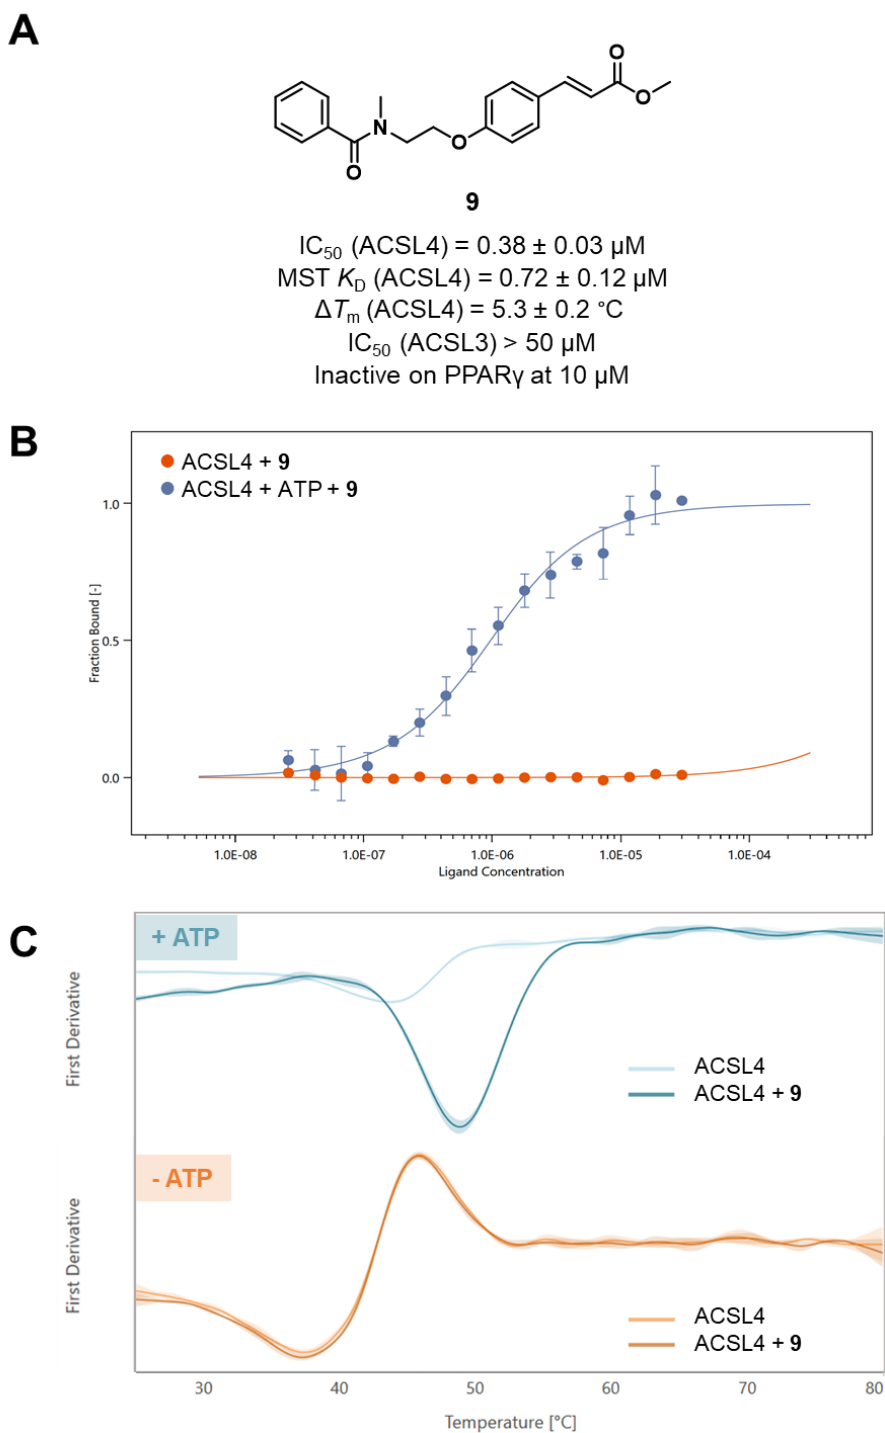 A
N
O
O
O
9
IC50 (ACSL4) = 0.38 ± 0.03 µM
MST KD (ACSL4) = 0.72 ± 0.12 µM
ΔTm (ACSL4) = 5.3 ± 0.2 °C
IC50 (ACSL3) > 50 µM
Inactive on PPARγ at 10 µM
B
ACSL4 + 9
ACSL4 + ATP + 9
Fraction Bound [-]
1.0
0.5
0.0
1.0E-08 1.0E-07 1.0E-06 1.0E-05 1.0E-04
Ligand Concentration
C
+ ATP
First Derivative
ACSL4
ACSL4 + 9
- ATP
First Derivative
ACSL4
ACSL4 + 9
30 40 50 60 70 80
Temperature [°C]